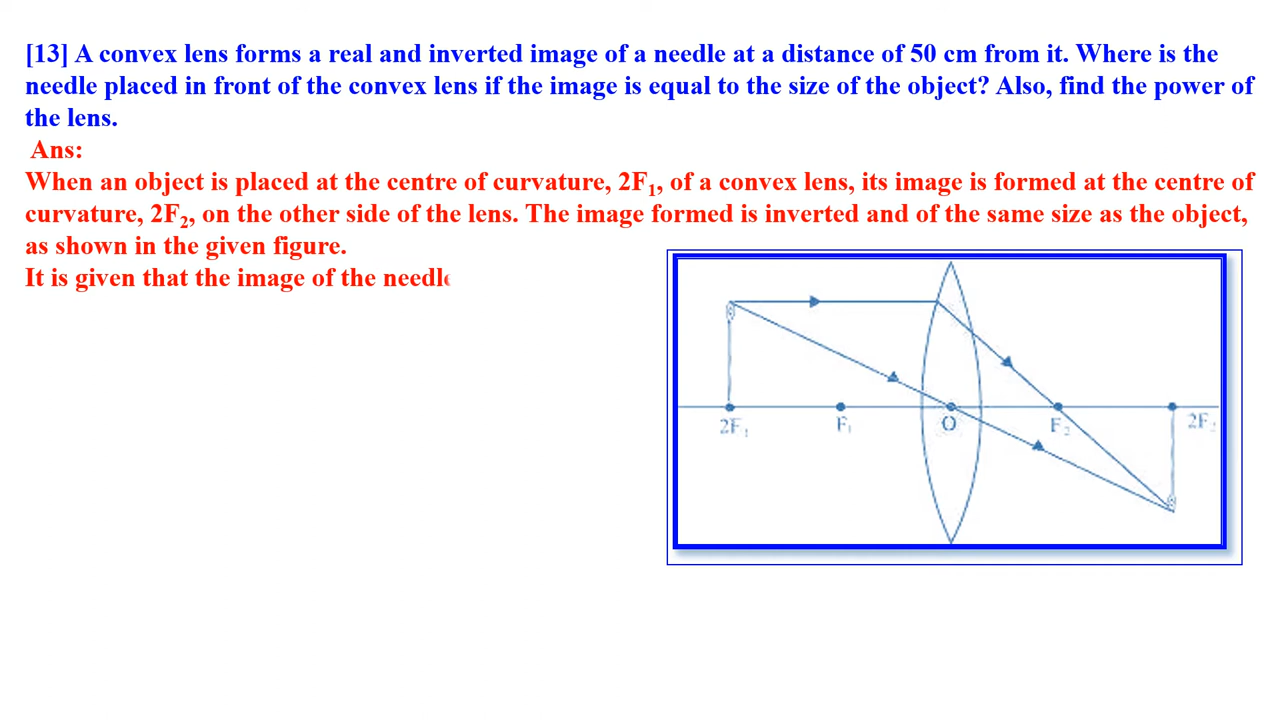 [13] A convex lens forms a real and inverted image of a needle at a distance of 50 cm from it. Where is the
needle placed in front of the convex lens if the image is equal to the size of the object? Also, find the power of
the lens.
Ans:
When an object is placed at the centre of curvature, 2F₁, of a convex lens, its image is formed at the centre of
curvature, 2F₂, on the other side of the lens. The image formed is inverted and of the same size as the object,
as shown in the given figure.
It is given that the image of the needle
2F₁ F₁ O F₂ 2F₂